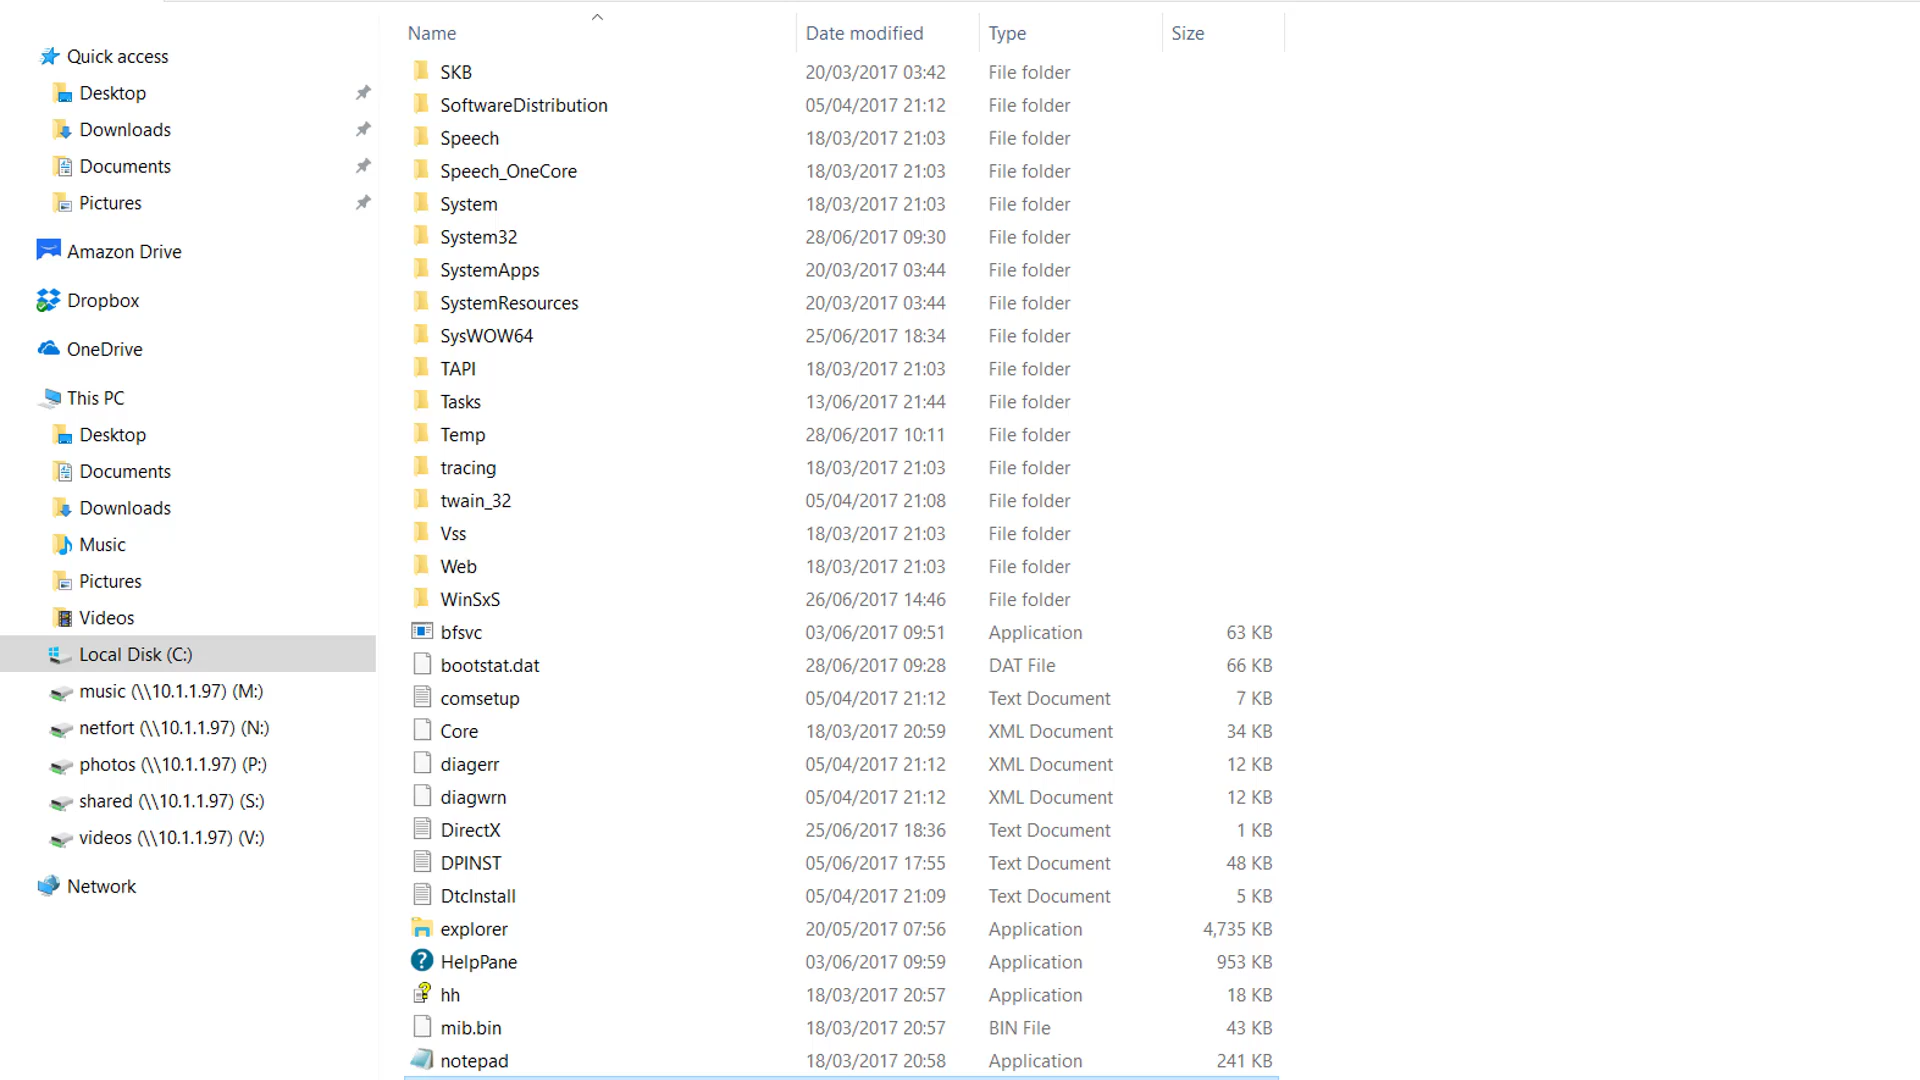 Quick access
Desktop
Downloads
Documents
Pictures
Amazon Drive
Dropbox
OneDrive
This PC
Desktop
Documents
Downloads
Music
Pictures
Videos
Local Disk (C:)
music (\\10.1.1.97) (M:)
netfort (\\10.1.1.97) (N:)
photos (\\10.1.1.97) (P:)
shared (\\10.1.1.97) (S:)
videos (\\10.1.1.97) (V:)
Network
Name Date modified Type Size
SKB 20/03/2017 03:42 File folder
SoftwareDistribution 05/04/2017 21:12 File folder
Speech 18/03/2017 21:03 File folder
Speech_OneCore 18/03/2017 21:03 File folder
System 18/03/2017 21:03 File folder
System32 28/06/2017 09:30 File folder
SystemApps 20/03/2017 03:44 File folder
SystemResources 20/03/2017 03:44 File folder
SysWOW64 25/06/2017 18:34 File folder
TAPI 18/03/2017 21:03 File folder
Tasks 13/06/2017 21:44 File folder
Temp 28/06/2017 10:11 File folder
tracing 18/03/2017 21:03 File folder
twain_32 05/04/2017 21:08 File folder
Vss 18/03/2017 21:03 File folder
Web 18/03/2017 21:03 File folder
WinSxS 26/06/2017 14:46 File folder
bfsvc 03/06/2017 09:51 Application 63 KB
bootstat.dat 28/06/2017 09:28 DAT File 66 KB
comsetup 05/04/2017 21:12 Text Document 7 KB
Core 18/03/2017 20:59 XML Document 34 KB
diagerr 05/04/2017 21:12 XML Document 12 KB
diagwrn 05/04/2017 21:12 XML Document 12 KB
DirectX 25/06/2017 18:36 Text Document 1 KB
DPINST 05/06/2017 17:55 Text Document 48 KB
DtcInstall 05/04/2017 21:09 Text Document 5 KB
explorer 20/05/2017 07:56 Application 4,735 KB
HelpPane 03/06/2017 09:59 Application 953 KB
hh 18/03/2017 20:57 Application 18 KB
mib.bin 18/03/2017 20:57 BIN File 43 KB
notepad 18/03/2017 20:58 Application 241 KB